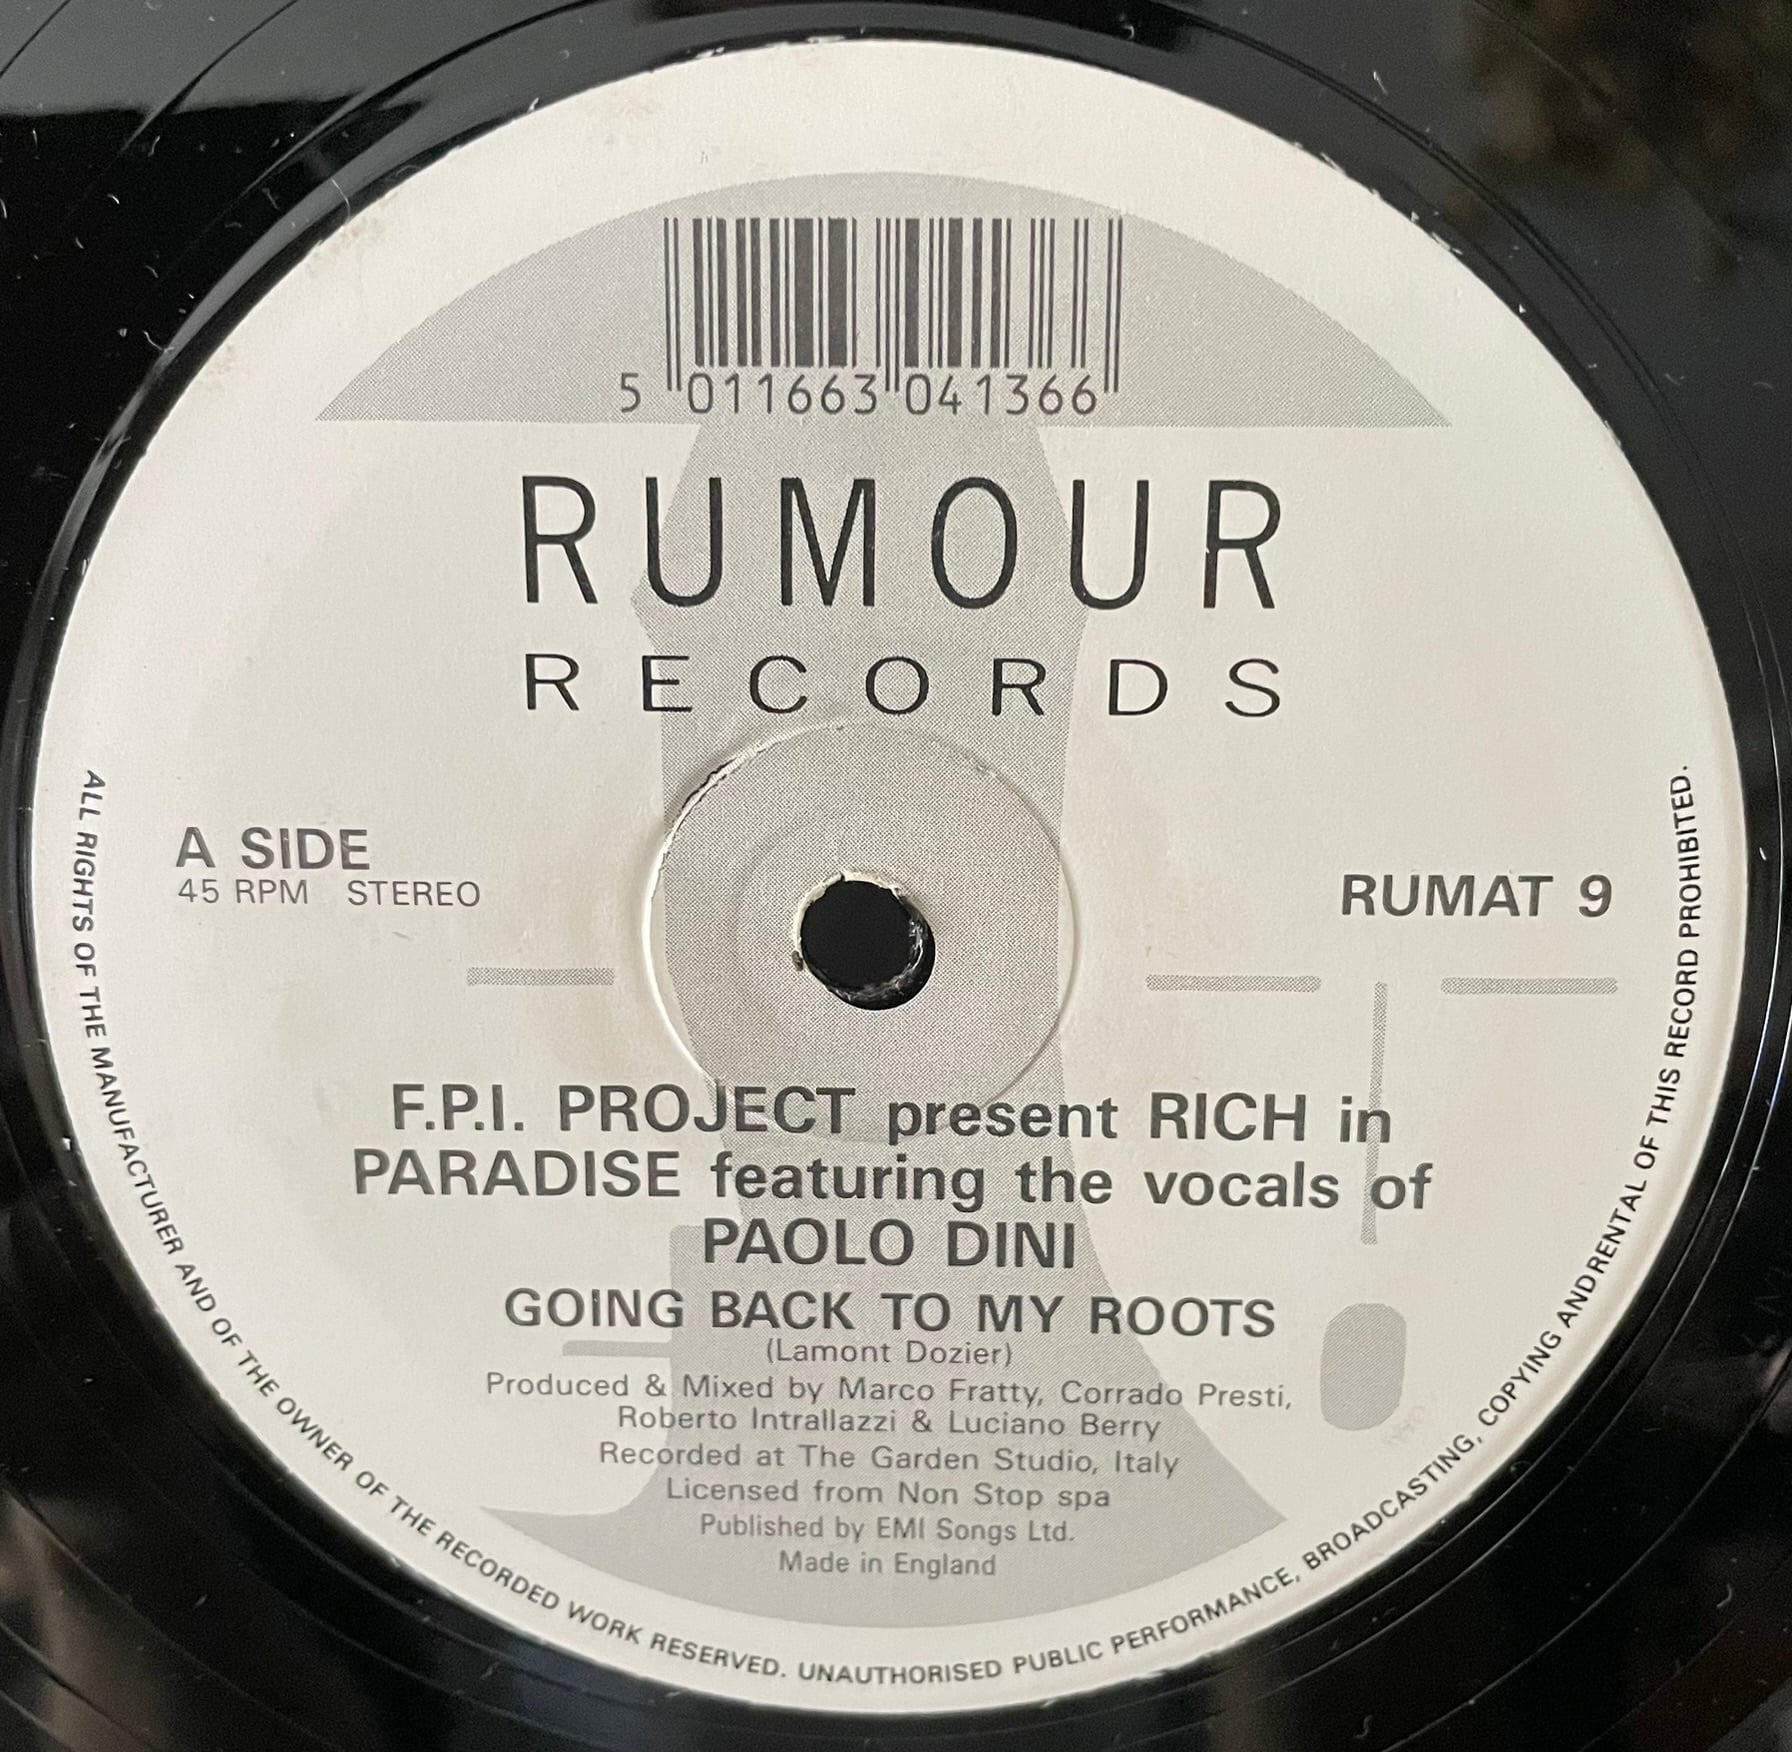 5 011663 041366
RUMOUR
RECORDS
A SIDE
45 RPM STEREO
RUMAT 9
F.P.I. PROJECT present RICH in
PARADISE featuring the vocals of
PAOLO DINI
GOING BACK TO MY ROOTS
(Lamont Dozier)
Produced & Mixed by Marco Fratty, Corrado Presti,
Roberto Intrallazzi & Luciano Berry
Recorded at The Garden Studio, Italy
Licensed from Non Stop spa
Published by EMI Songs Ltd.
Made in England
ALL RIGHTS OF THE MANUFACTURER AND OF THE OWNER OF THE RECORDED WORK RESERVED. UNAUTHORISED PUBLIC PERFORMANCE, BROADCASTING, COPYING ANDRENTAL OF THIS RECORD PROHIBITED.